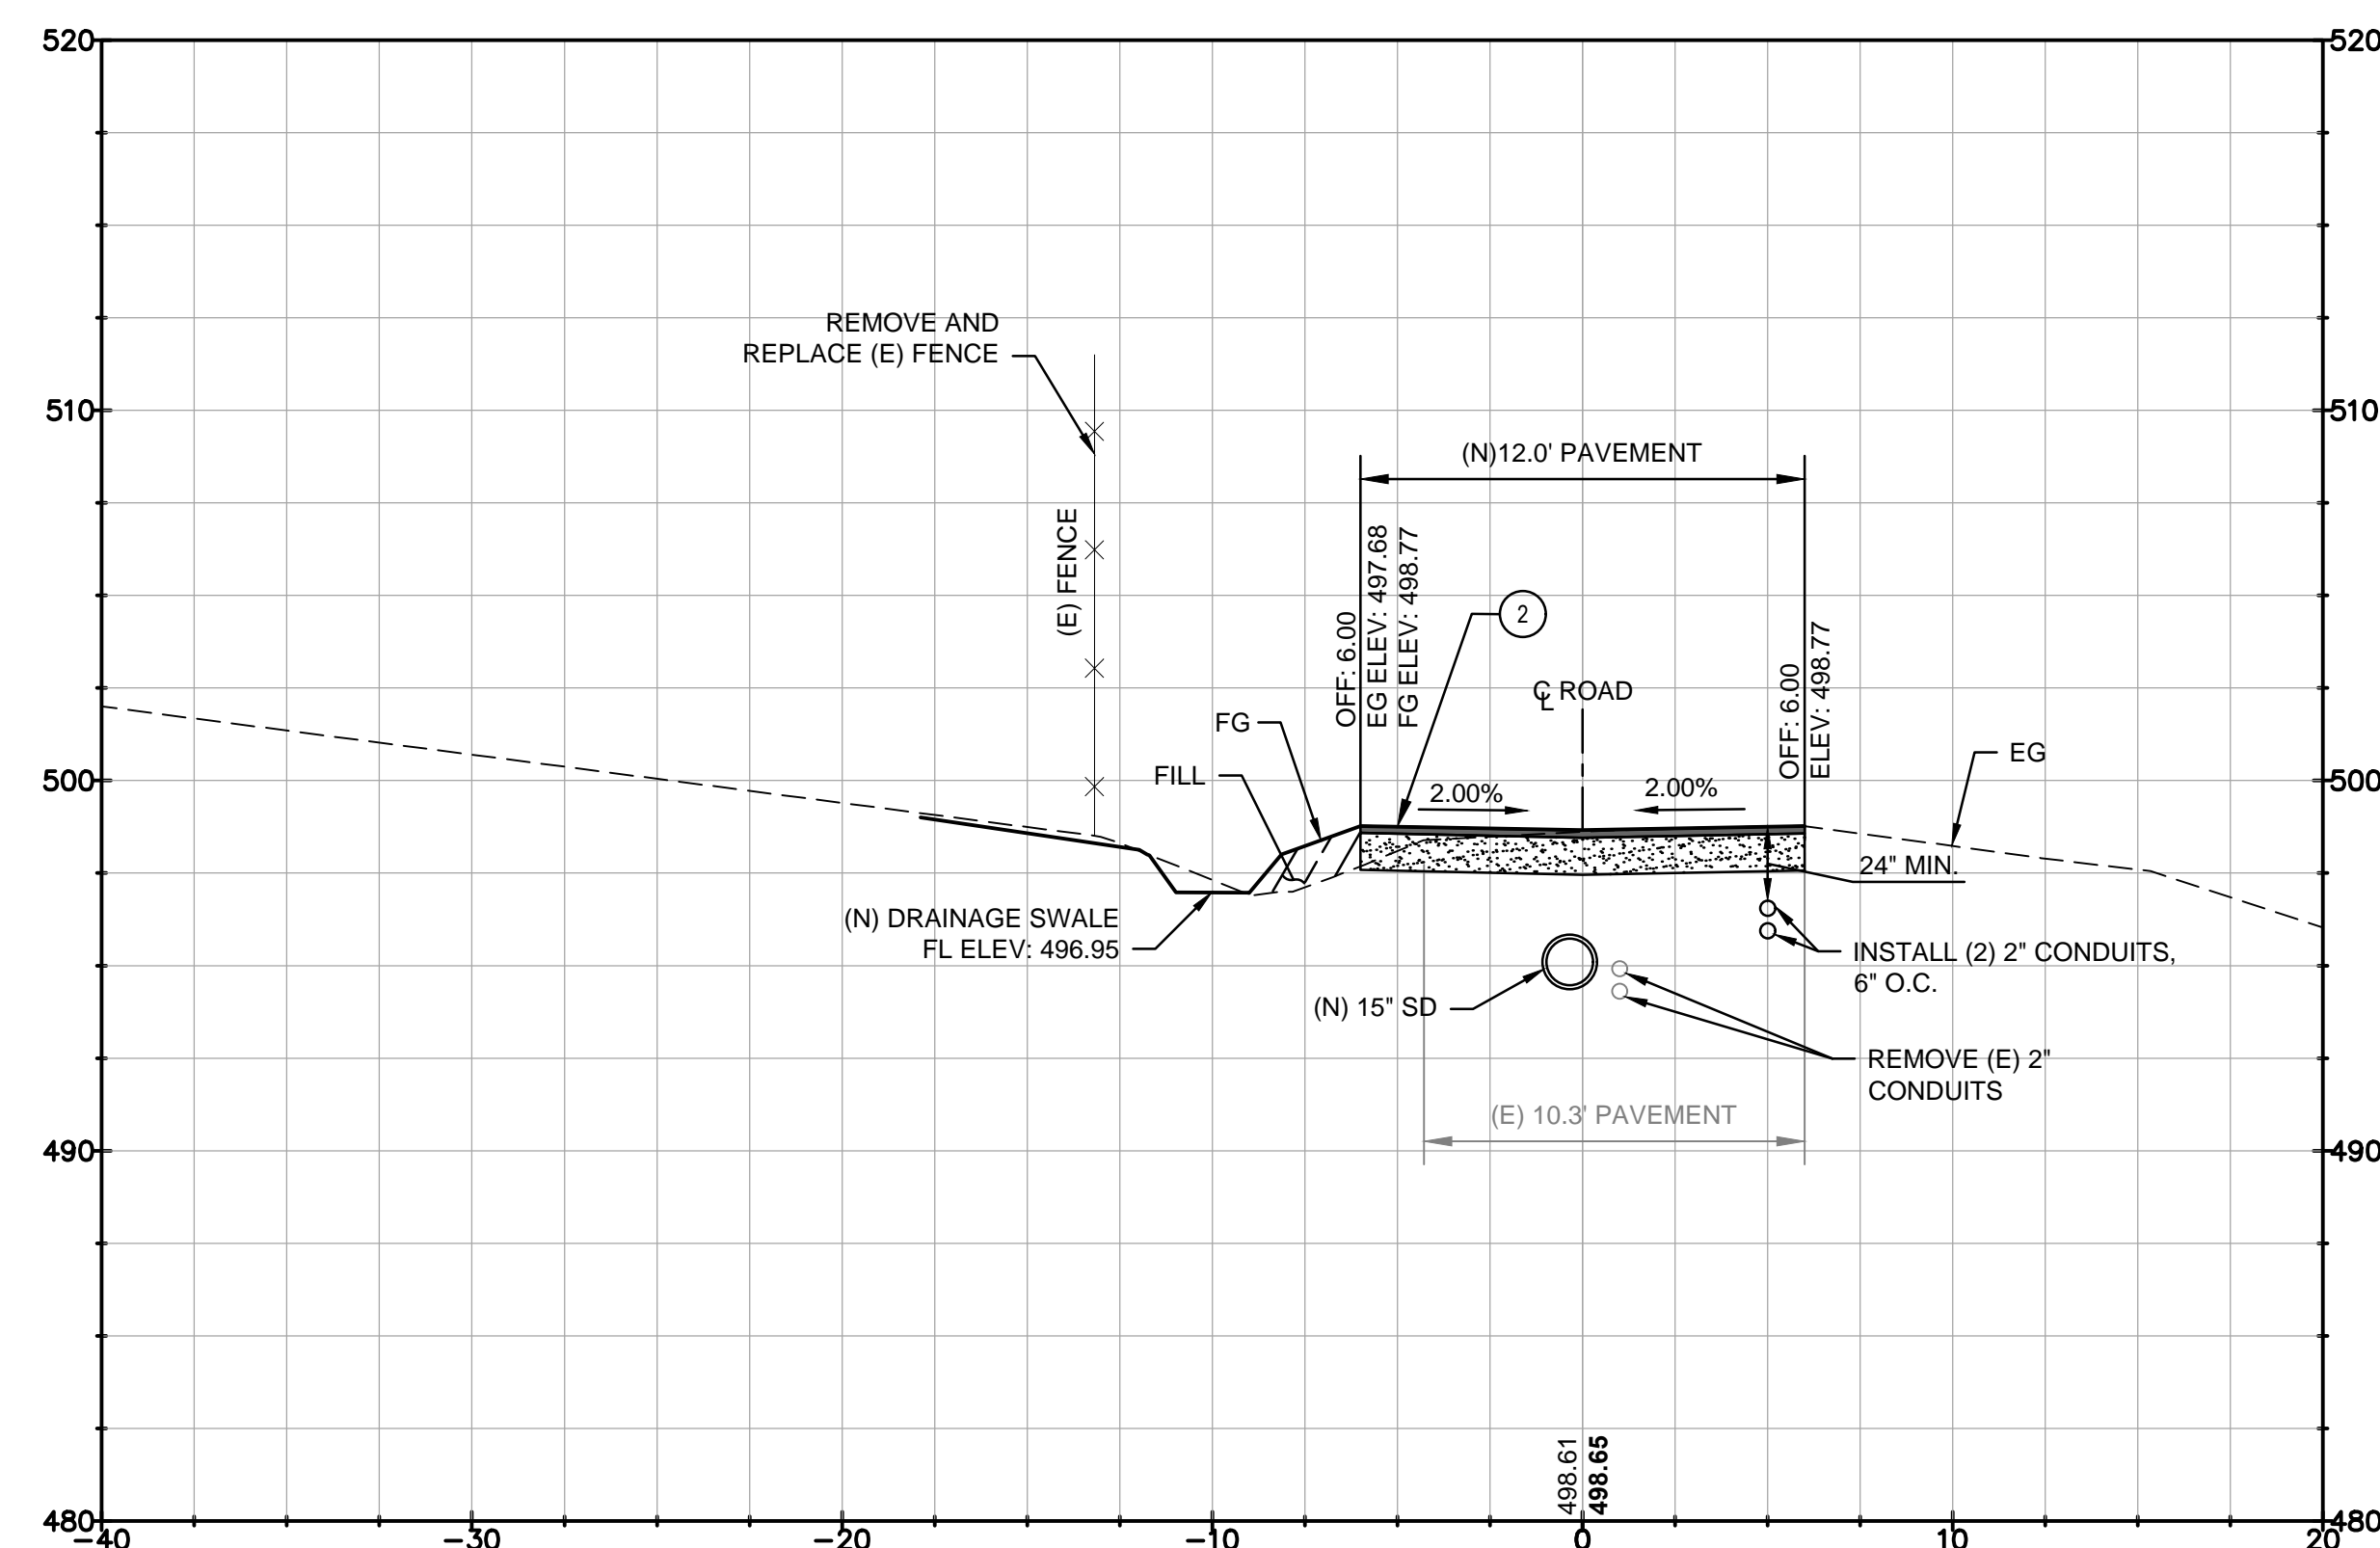 520
520
REMOVE AND
REPLACE (E) FENCE
510
510
(N)12.0' PAVEMENT
(E) FENCE
OFF: 6.00
EG ELEV: 497.68
FG ELEV: 498.77
2
CL ROAD
OFF: 6.00
ELEV: 498.77
FG
EG
FILL
500
500
2.00%
2.00%
24" MIN.
(N) DRAINAGE SWALE
FL ELEV: 496.95
INSTALL (2) 2" CONDUITS,
6" O.C.
(N) 15" SD
REMOVE (E) 2"
CONDUITS
(E) 10.3' PAVEMENT
490
490
498.61
498.65
480
480
-40
-30
-20
-10
0
10
20